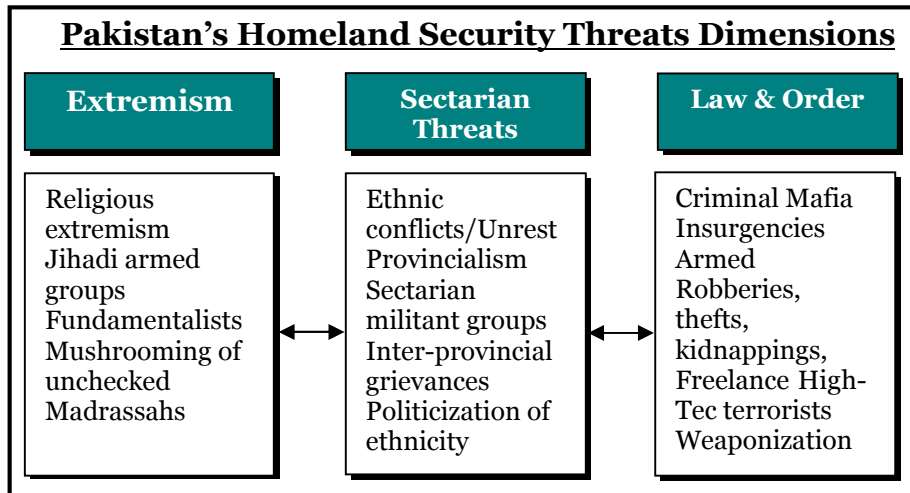 Pakistan's Homeland Security Threats Dimensions
Extremism
Sectarian
Threats
Law & Order
Religious
extremism
Jihadi armed
groups
Fundamentalists
Mushrooming of
unchecked
Madrassahs
Ethnic
conflicts/Unrest
Provincialism
Sectarian
militant groups
Inter-provincial
grievances
Politicization of
ethnicity
Criminal Mafia
Insurgencies
Armed
Robberies,
thefts,
kidnappings,
Freelance High-
Tec terrorists
Weaponization